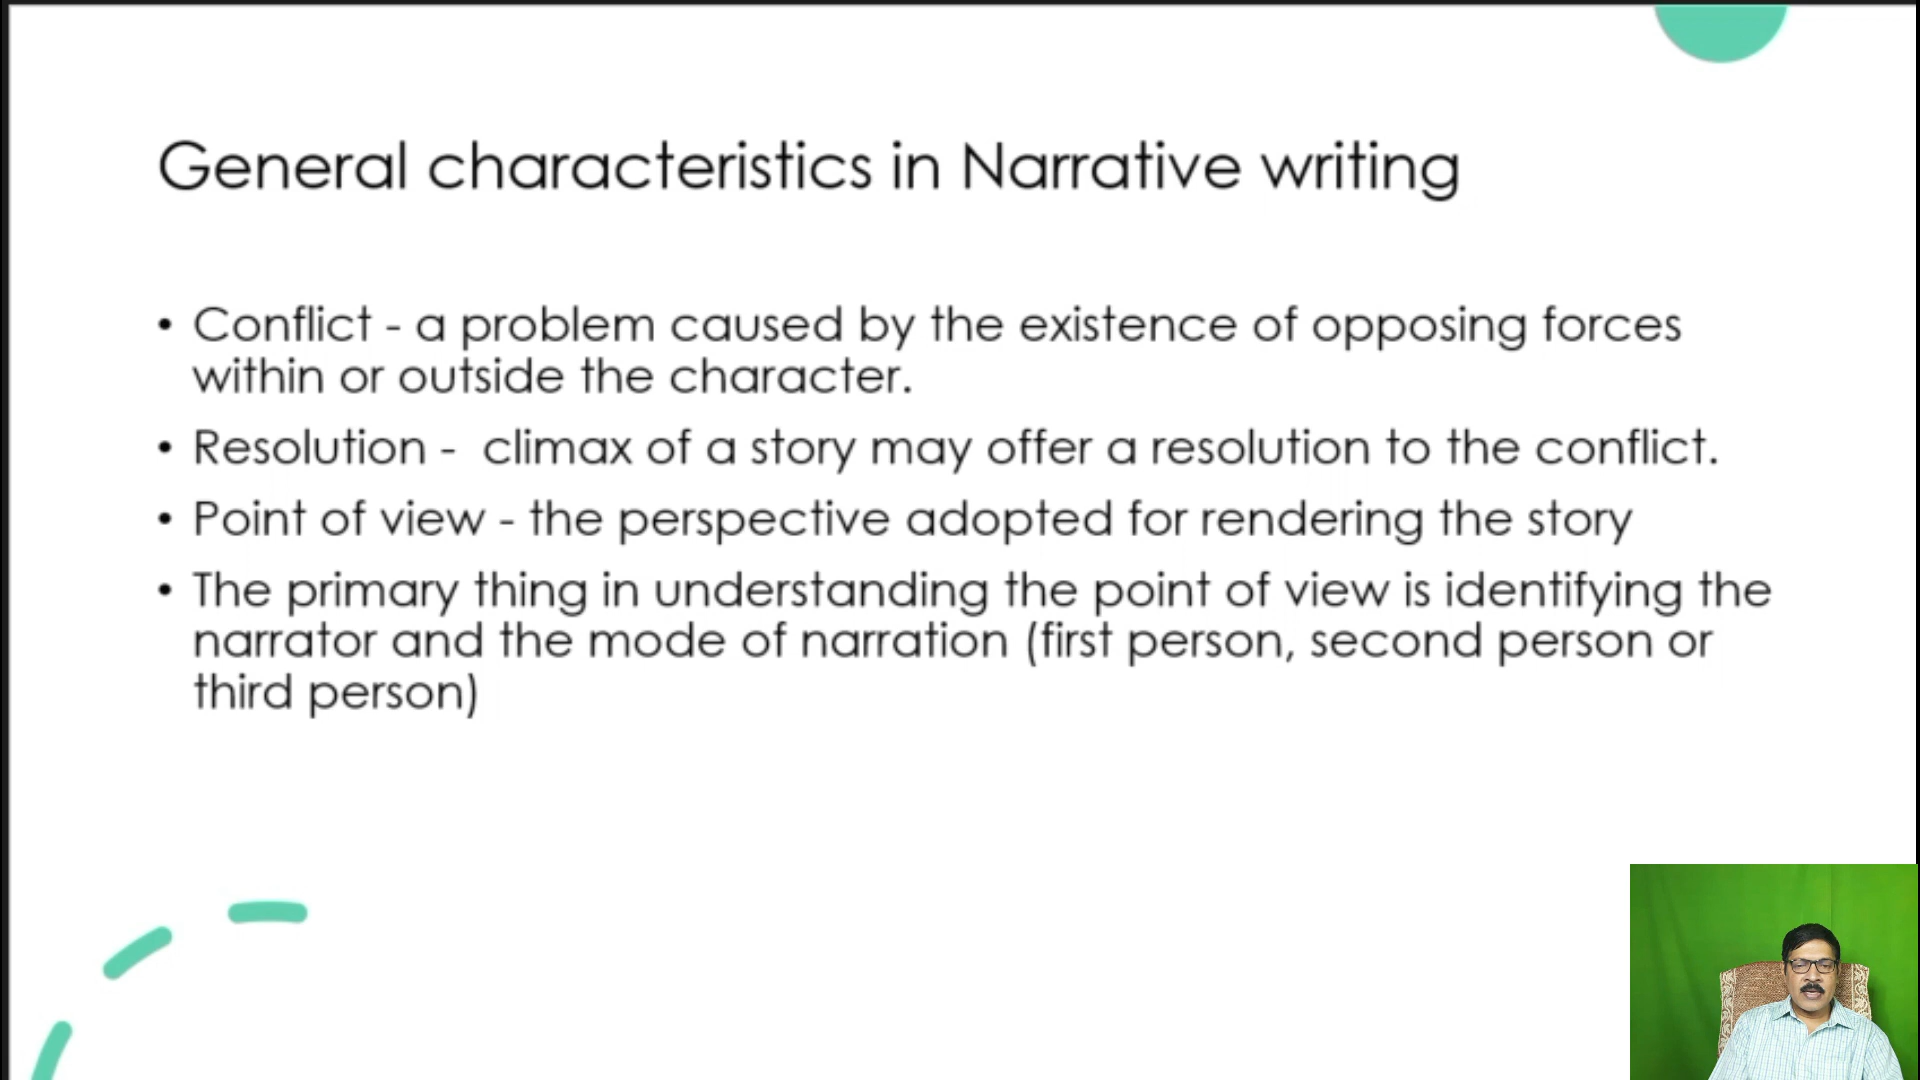 General characteristics in Narrative writing
• Conflict - a problem caused by the existence of opposing forces
within or outside the character.
• Resolution -  climax of a story may offer a resolution to the conflict.
• Point of view - the perspective adopted for rendering the story
• The primary thing in understanding the point of view is identifying the
narrator and the mode of narration (first person, second person or
third person)